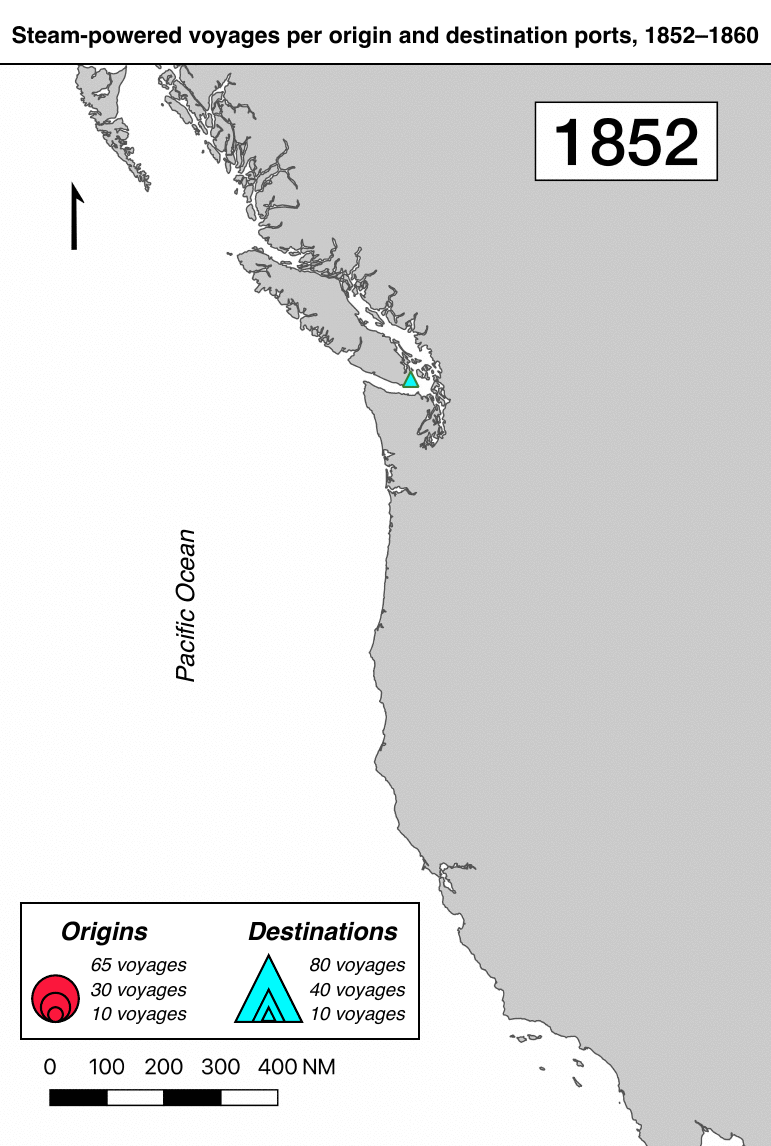 Steam-powered voyages per origin and destination ports, 1852–1860
1852
Pacific Ocean
Origins
65 voyages
30 voyages
10 voyages
Destinations
80 voyages
40 voyages
10 voyages
0 100 200 300 400 NM